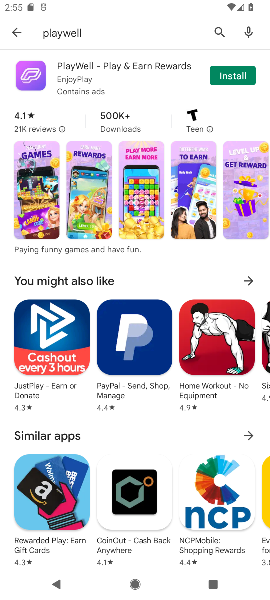 2:55
playwell
PlayWell - Play & Earn Rewards
EnjoyPlay
Contains ads
Install
4.1★
21K reviews
500K+
Downloads
T
Teen
GAMES
REWARDS
PLAY MORE
EARN MORE
TO EARN
LEVEL UP
& GET REWARD
Paying funny games and have fun.
You might also like
Cashout
every 3 hours
JustPlay - Earn or
Donate
4.3★
PayPal - Send, Shop,
Manage
4.4★
Home Workout - No
Equipment
4.9★
Similar apps
Rewarded Play: Earn
Gift Cards
4.3★
CoinOut - Cash Back
Anywhere
4.1★
ncp
NCPMobile:
Shopping Rewards
4.4★